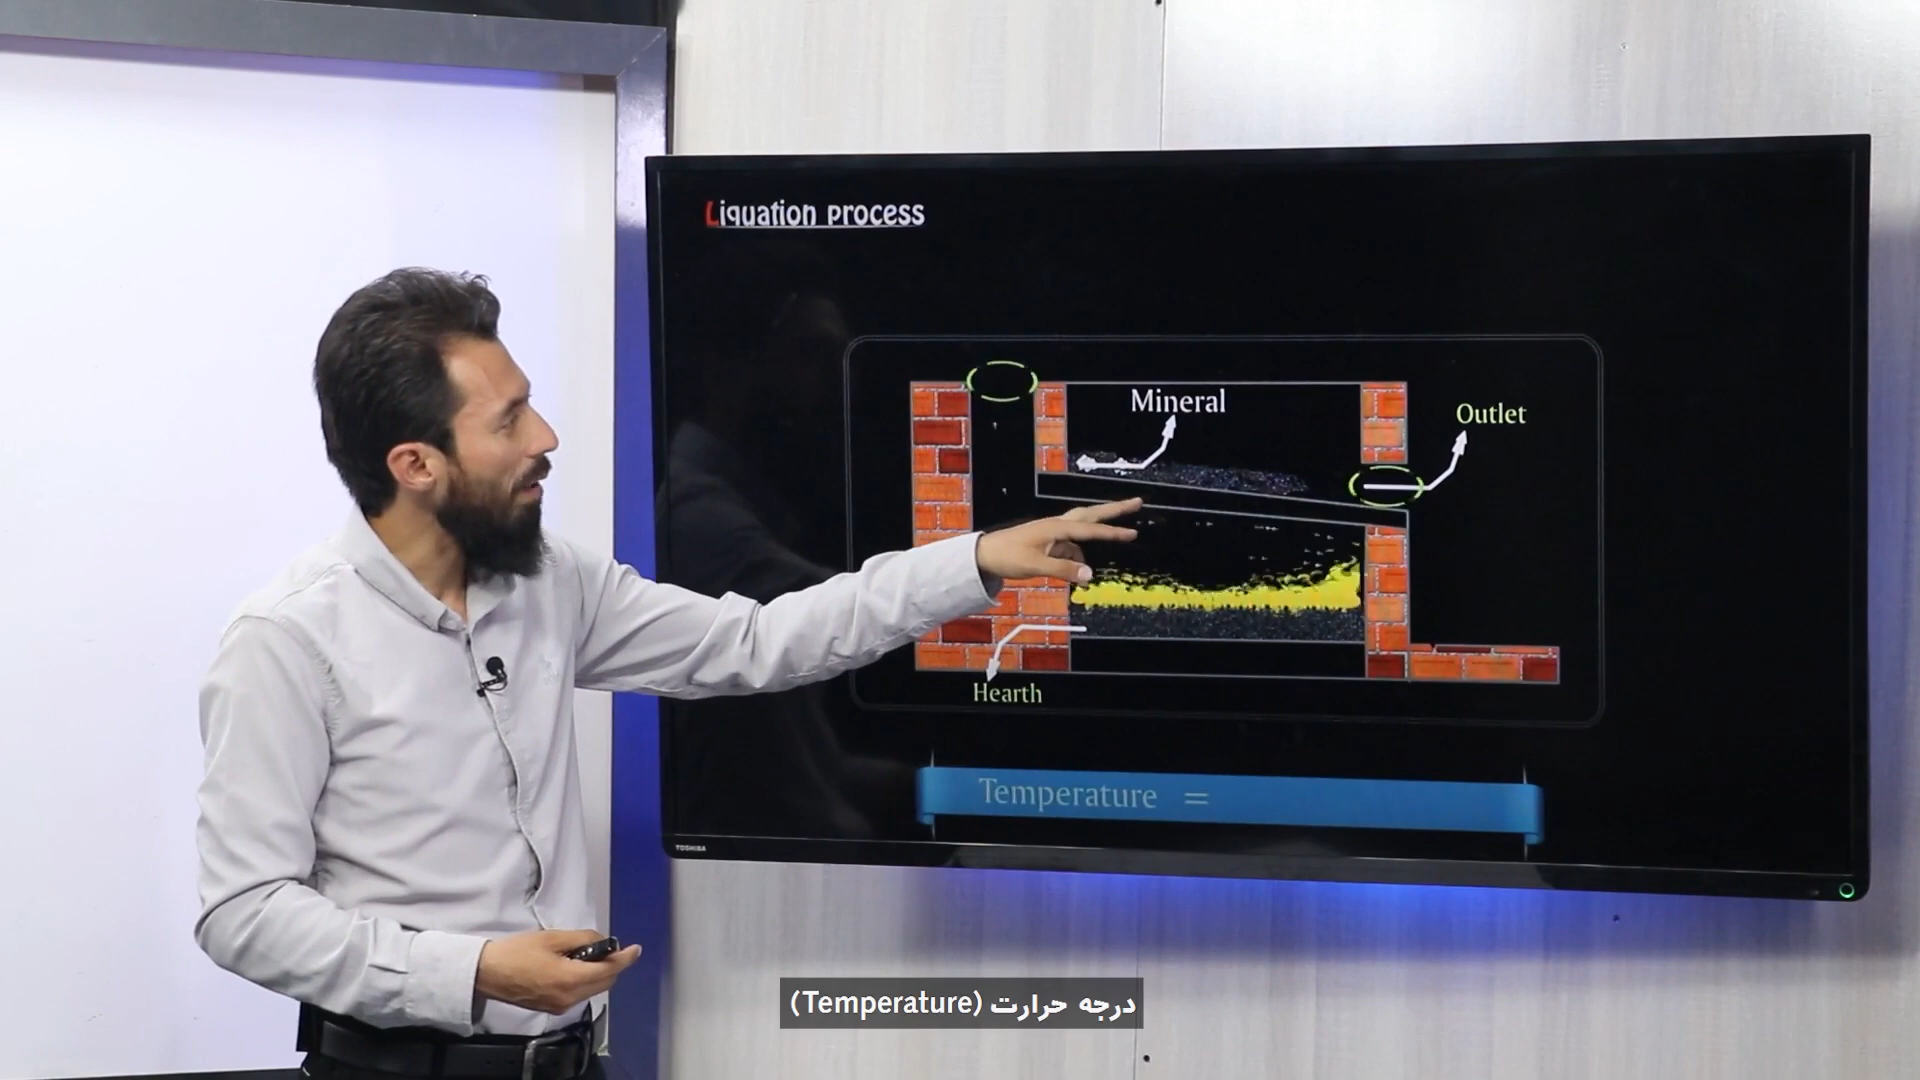 Liquation process
Mineral
Outlet
Hearth
Temperature =
TOSHIBA
درجه حرارت (Temperature)